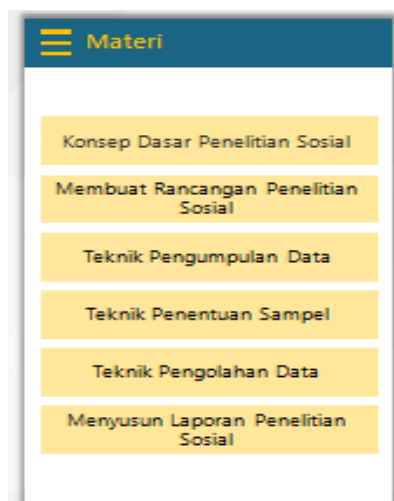 Materi
Konsep Dasar Penelitian Sosial
Membuat Rancangan Penelitian
Sosial
Teknik Pengumpulan Data
Teknik Penentuan Sampel
Teknik Pengolahan Data
Menyusun Laporan Penelitian
Sosial